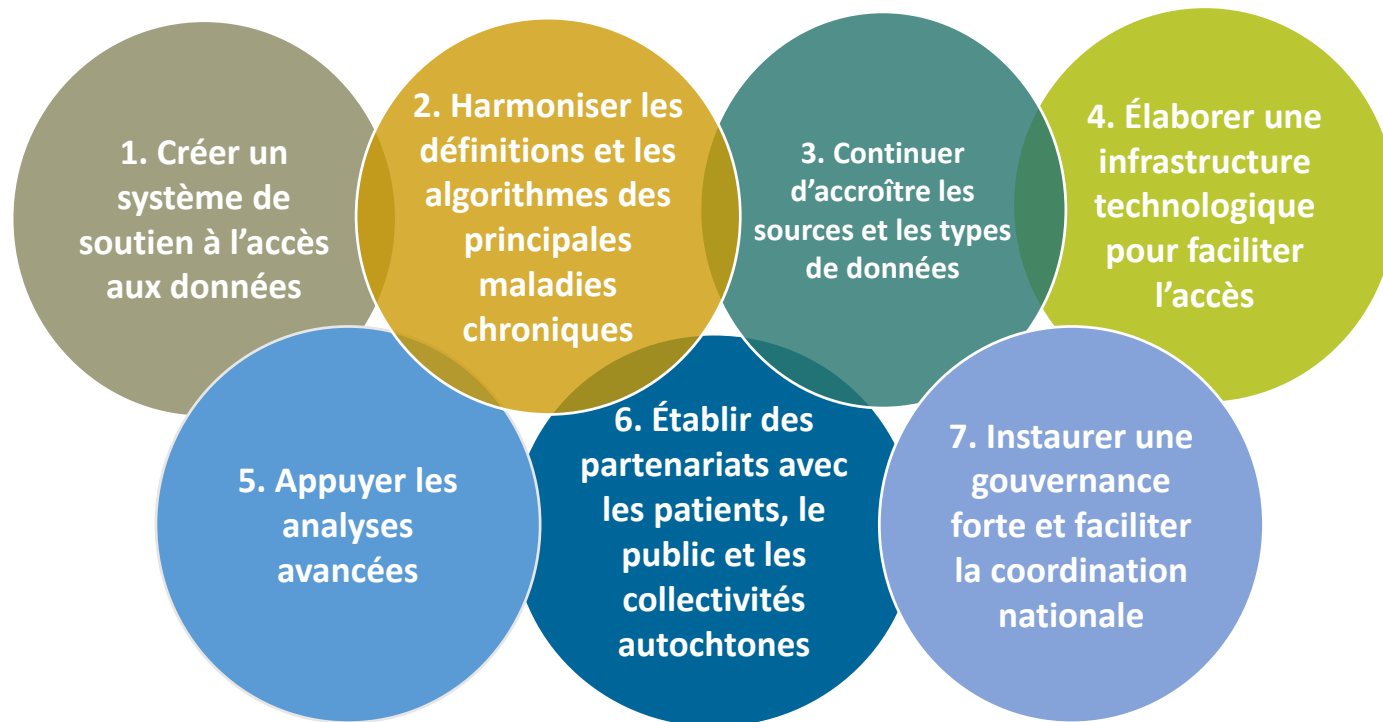 1. Créer un
système de
soutien à l’accès
aux données
2. Harmoniser les
définitions et les
algorithmes des
principales
maladies
chroniques
3. Continuer
d’accroître les
sources et les types
de données
4. Élaborer une
infrastructure
technologique
pour faciliter
l’accès
5. Appuyer les
analyses
avancées
6. Établir des
partenariats avec
les patients, le
public et les
collectivités
autochtones
7. Instaurer une
gouvernance
forte et faciliter
la coordination
nationale